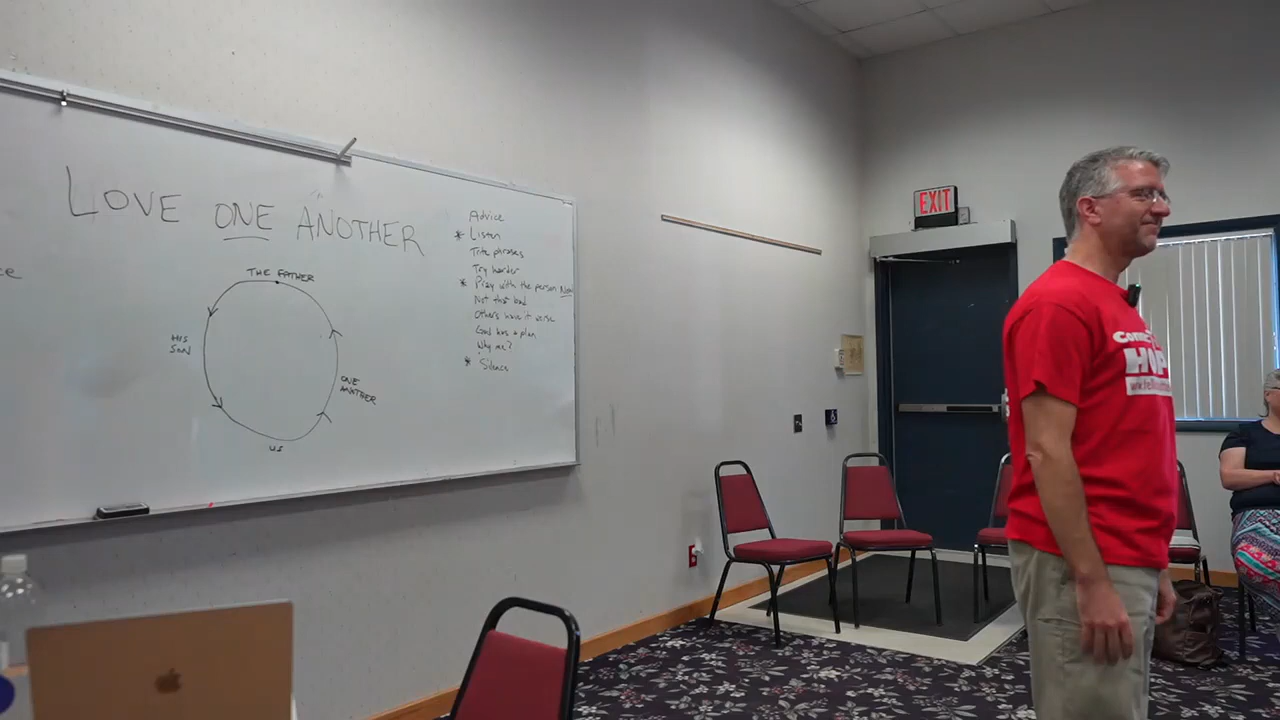 LOVE ONE ANOTHER
THE FATHER
HIS
SON
ONE
ANOTHER
US
Advice
* Listen
Trite phrases
Try harder
* Pray with the person Now
Not that bad
Others have it worse
God has a plan
Why me?
* Silence
EXIT